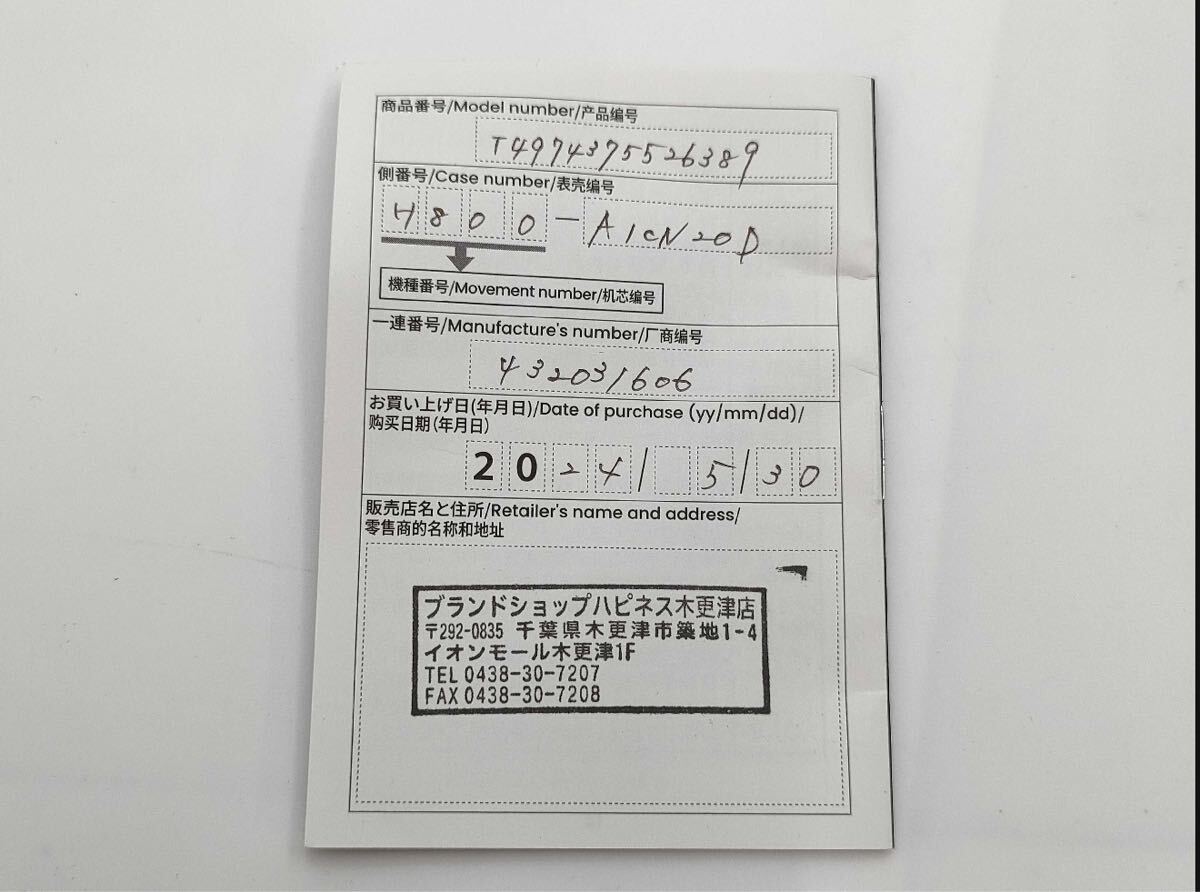 商品番号/Model number/产品编号
T4974375526389
側番号/Case number/表壳编号
H800-A1CN20D
機種番号/Movement number/机芯编号
一連番号/Manufacture's number/厂商编号
432031606
お買い上げ日(年月日)/Date of purchase (yy/mm/dd)/
购买日期(年月日)
2024/ 5/30
販売店名と住所/Retailer's name and address/
零售商的名称和地址
ブランドショップハピネス木更津店
〒292-0835 千葉県木更津市築地1-4
イオンモール木更津1F
TEL 0438-30-7207
FAX 0438-30-7208